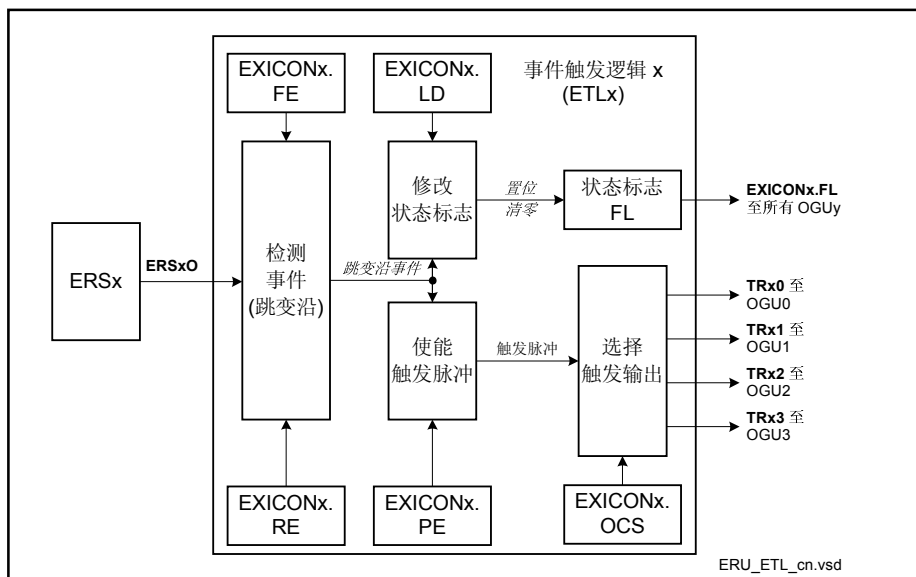 EXICONx.
FE
EXICONx.
LD
事件触发逻辑 x
(ETLx)
修改
状态标志
置位
清零
状态标志
FL
EXICONx.FL
至所有 OGUy
ERSx
ERSxO
检测
事件
(跳变沿)
跳变沿事件
使能
触发脉冲
触发脉冲
选择
触发输出
TRx0 至
OGU0
TRx1 至
OGU1
TRx2 至
OGU2
TRx3 至
OGU3
EXICONx.
RE
EXICONx.
PE
EXICONx.
OCS
ERU_ETL_cn.vsd